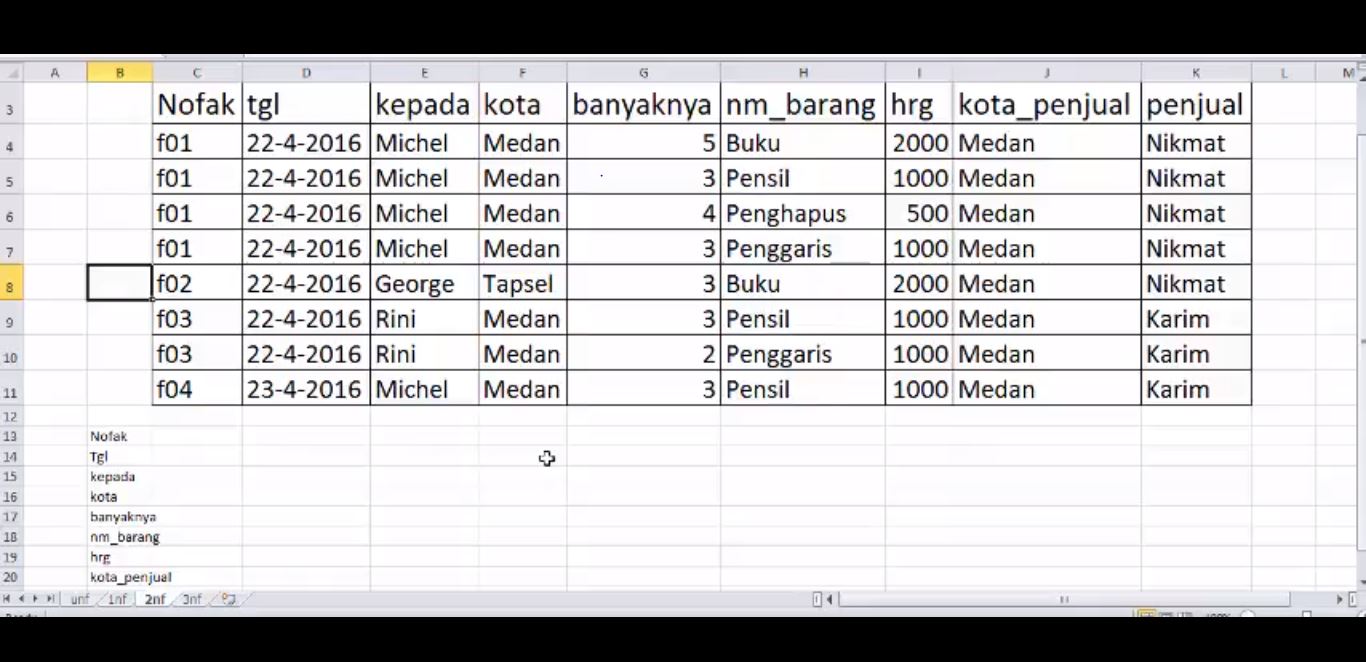 A B C D E F G H I J K L M
3 Nofak tgl kepada kota banyaknya nm_barang hrg kota_penjual penjual
4 f01 22-4-2016 Michel Medan 5 Buku 2000 Medan Nikmat
5 f01 22-4-2016 Michel Medan 3 Pensil 1000 Medan Nikmat
6 f01 22-4-2016 Michel Medan 4 Penghapus 500 Medan Nikmat
7 f01 22-4-2016 Michel Medan 3 Penggaris 1000 Medan Nikmat
8 f02 22-4-2016 George Tapsel 3 Buku 2000 Medan Nikmat
9 f03 22-4-2016 Rini Medan 3 Pensil 1000 Medan Karim
10 f03 22-4-2016 Rini Medan 2 Penggaris 1000 Medan Karim
11 f04 23-4-2016 Michel Medan 3 Pensil 1000 Medan Karim
12
13 Nofak
14 Tgl
15 kepada
16 kota
17 banyaknya
18 nm_barang
19 hrg
20 kota_penjual
unf 1nf 2nf 3nf